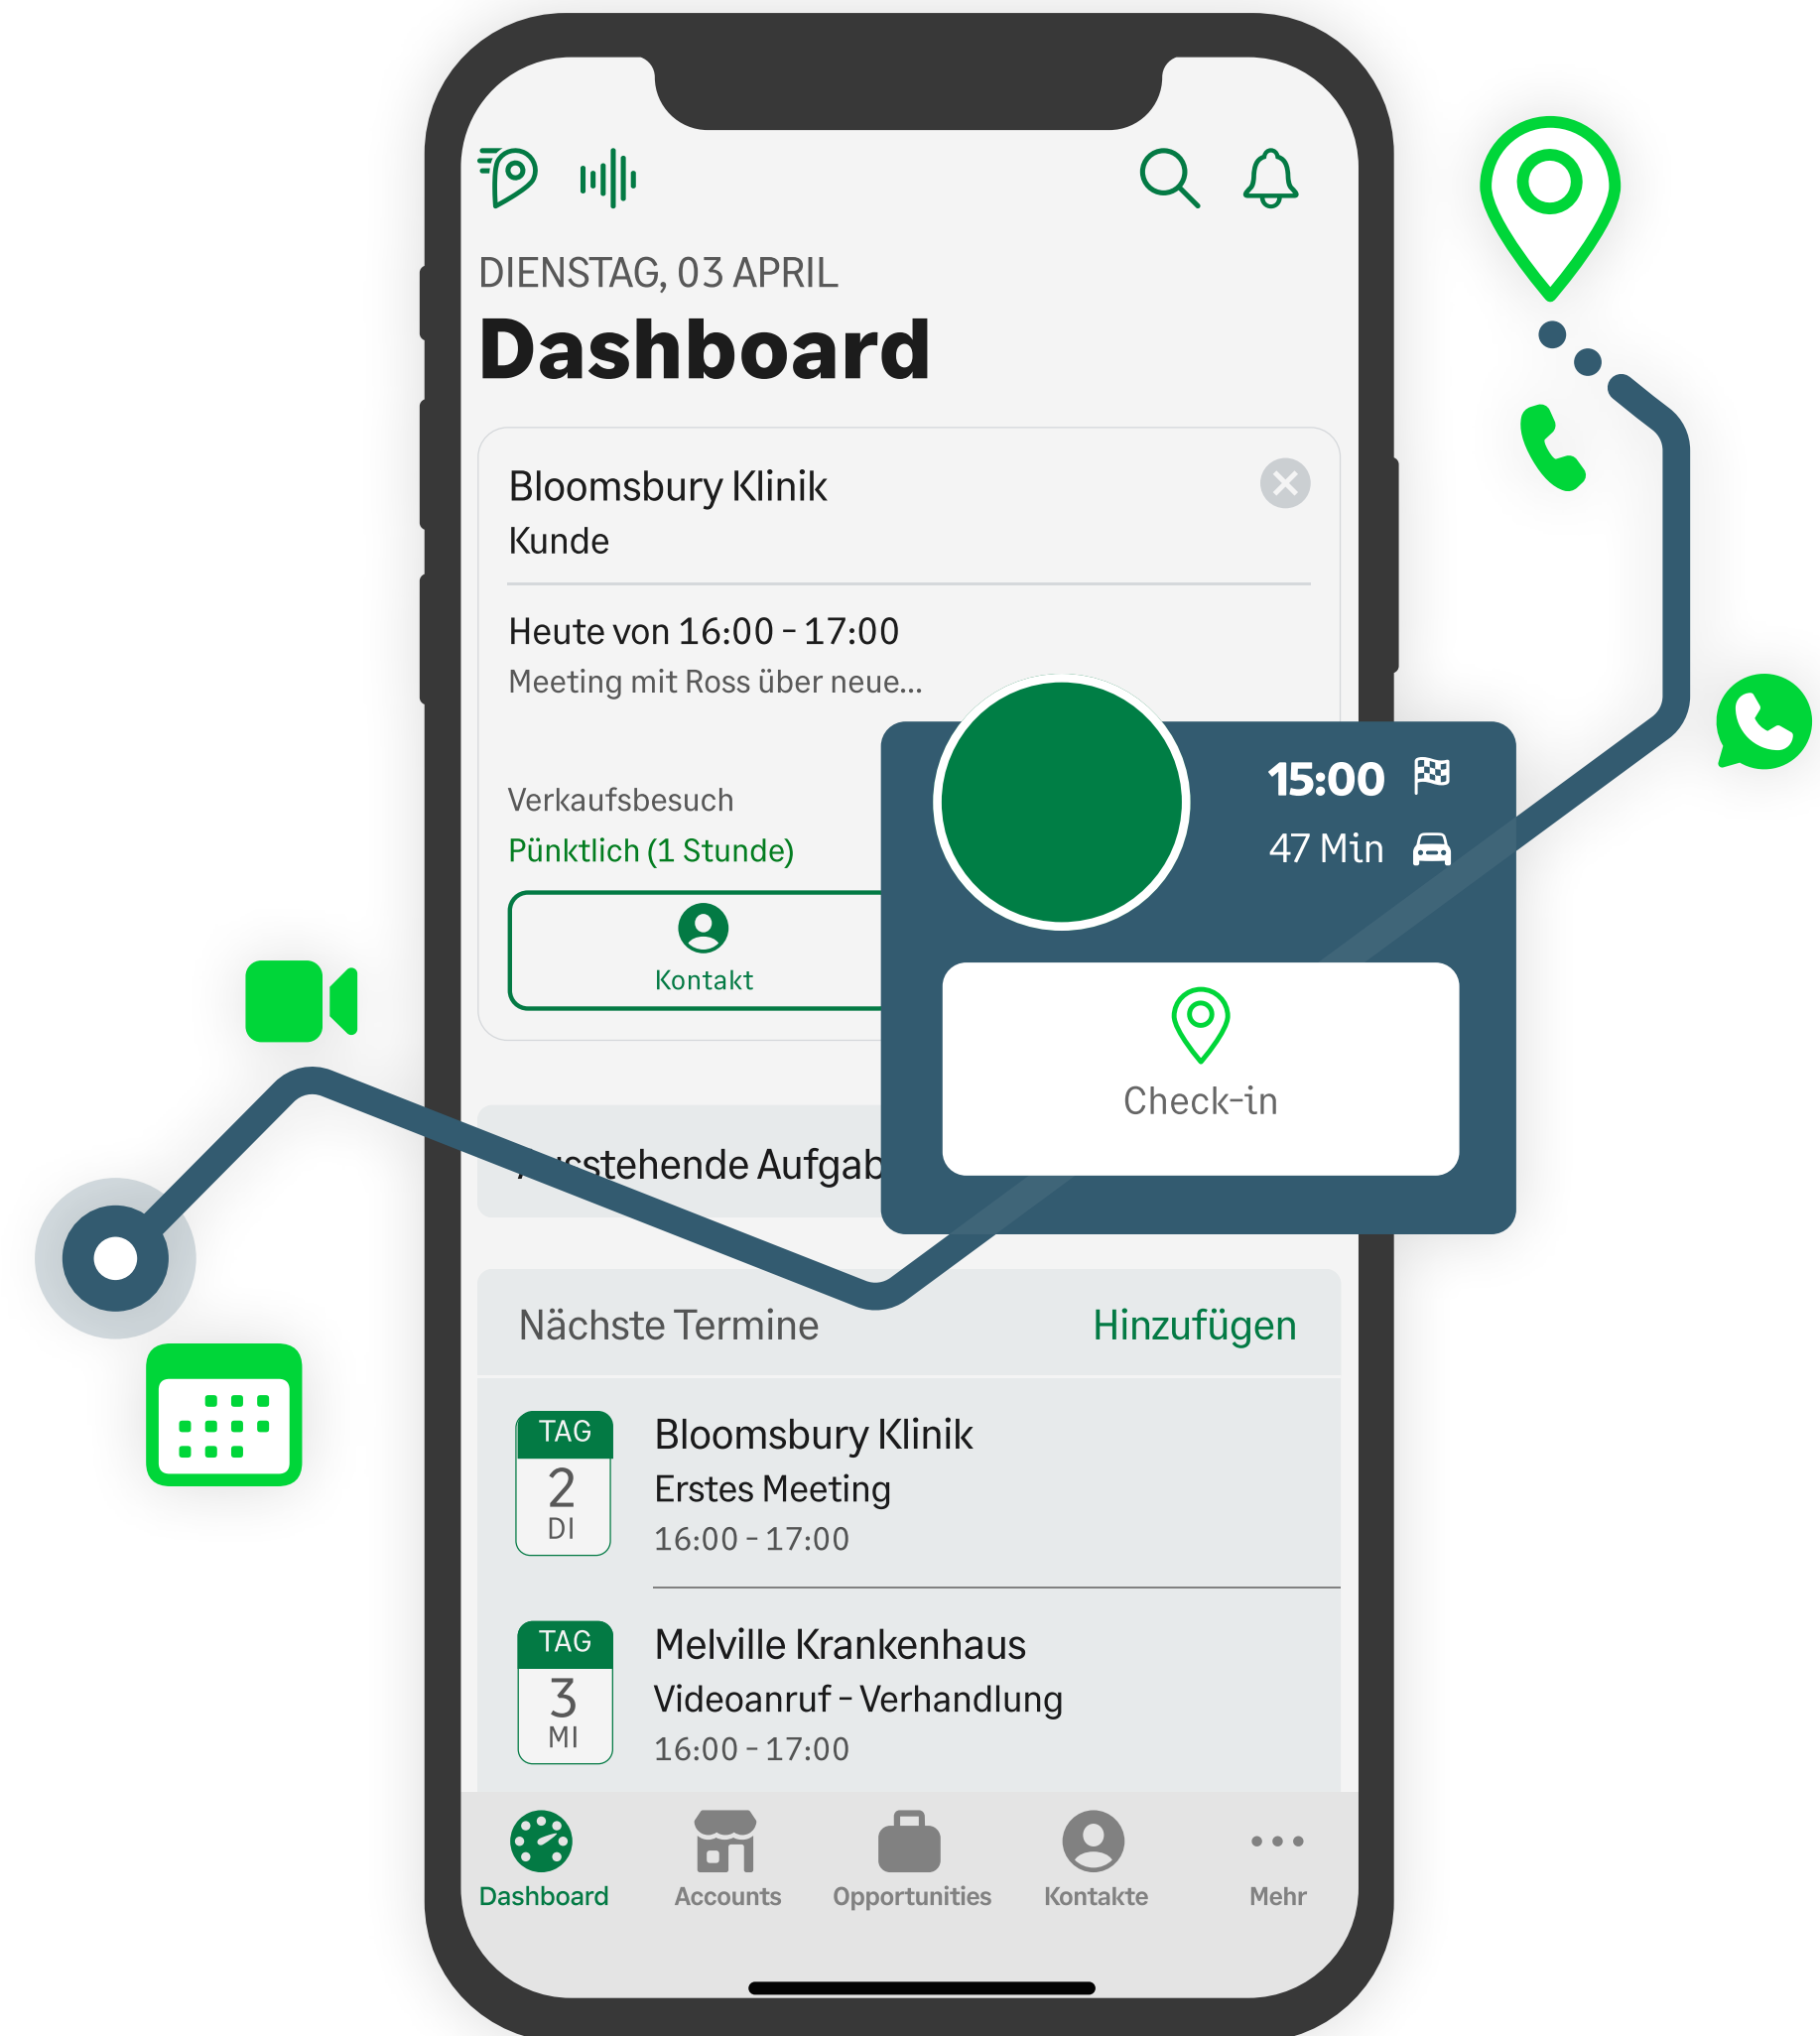 DIENSTAG, 03 APRIL
Dashboard
Bloomsbury Klinik
Kunde
Heute von 16:00 - 17:00
Meeting mit Ross über neue...
Verkaufsbesuch
Pünktlich (1 Stunde)
Kontakt
15:00
47 Min
Check-in
Nächste Termine
Hinzufügen
TAG
2
DI
Bloomsbury Klinik
Erstes Meeting
16:00 - 17:00
TAG
3
MI
Melville Krankenhaus
Videoanruf - Verhandlung
16:00 - 17:00
Dashboard
Accounts
Opportunities
Kontakte
Mehr